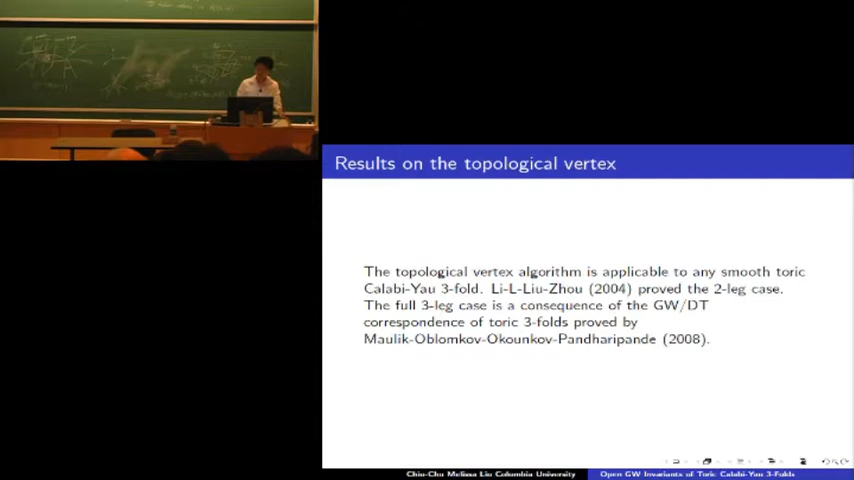 Results on the topological vertex
The topological vertex algorithm is applicable to any smooth toric
Calabi-Yau 3-fold. Li-L-Liu-Zhou (2004) proved the 2-leg case.
The full 3-leg case is a consequence of the GW/DT
correspondence of toric 3-folds proved by
Maulik-Oblomkov-Okounkov-Pandharipande (2008).
Chiu-Chu Melissa Liu Columbia University
Open GW Invariants of Toric Calabi-Yau 3-Folds